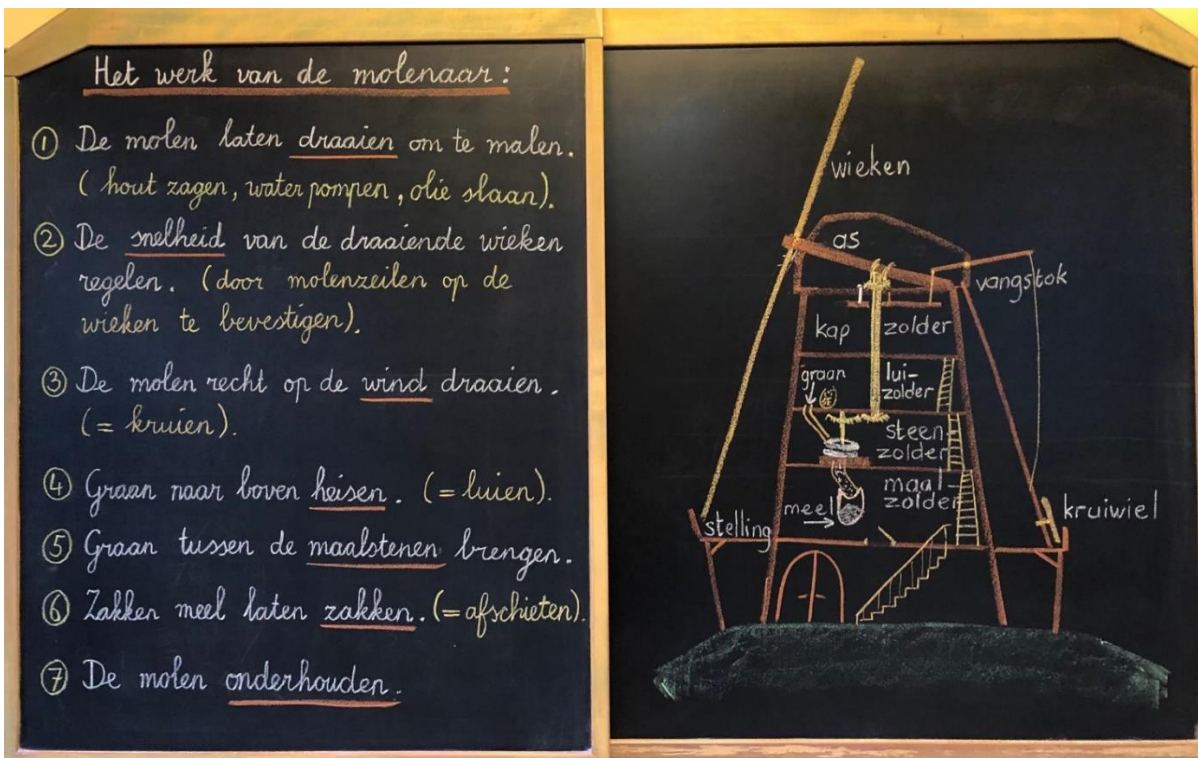 Het werk van de molenaar:
① De molen laten draaien om te malen.
(hout zagen, water pompen, olie slaan).
② De snelheid van de draaiende wieken
regelen. (door molenzeilen op de
wieken te bevestigen).
③ De molen recht op de wind draaien.
(= kruien).
④ Graan naar boven heisen. (= luien).
⑤ Graan tussen de maalstenen brengen.
⑥ Zakken meel laten zakken. (= afschieten).
⑦ De molen onderhouden.
wieken
as
vangstok
kap zolder
graan
lui-
zolder
steen-
zolder
maal-
zolder
meel
stelling
kruiwiel